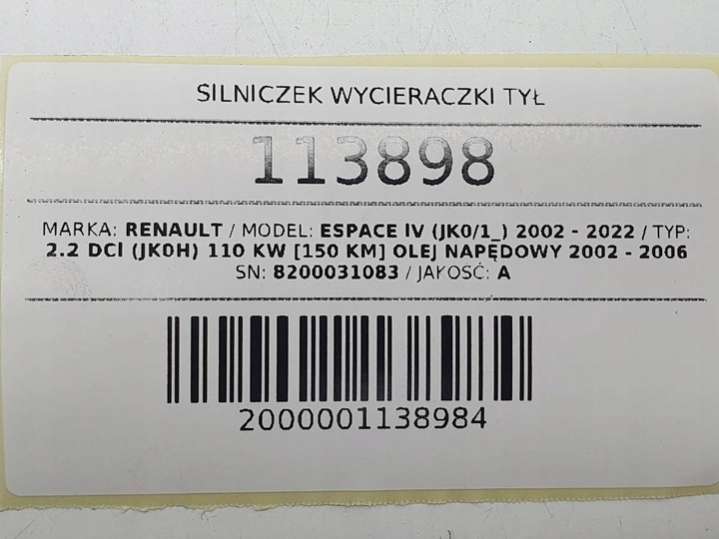 SILNICZEK WYCIERACZKI TYŁ
113898
MARKA: RENAULT / MODEL: ESPACE IV (JK0/1_) 2002 - 2022 / TYP:
2.2 DCI (JK0H) 110 KW [150 KM] OLEJ NAPĘDOWY 2002 - 2006
SN: 8200031083 / JAKOŚĆ: A
2000001138984